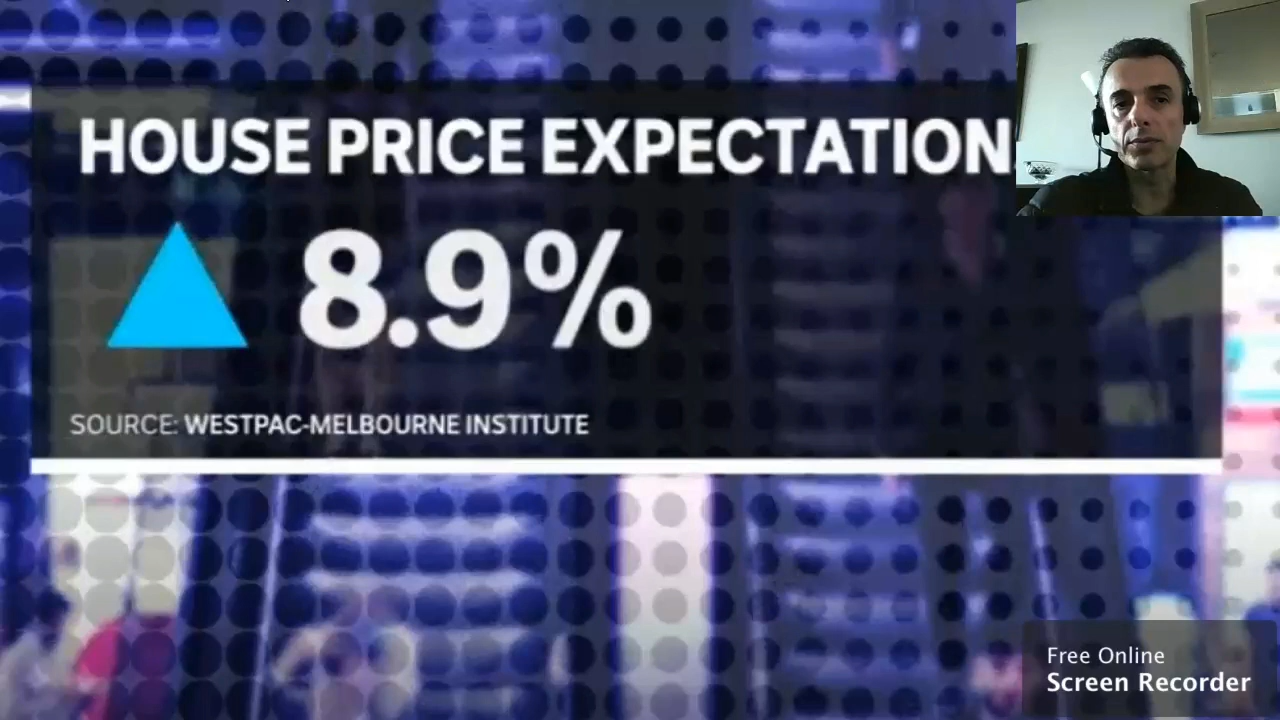 HOUSE PRICE EXPECTATION
8.9%
SOURCE: WESTPAC-MELBOURNE INSTITUTE
Free Online
Screen Recorder